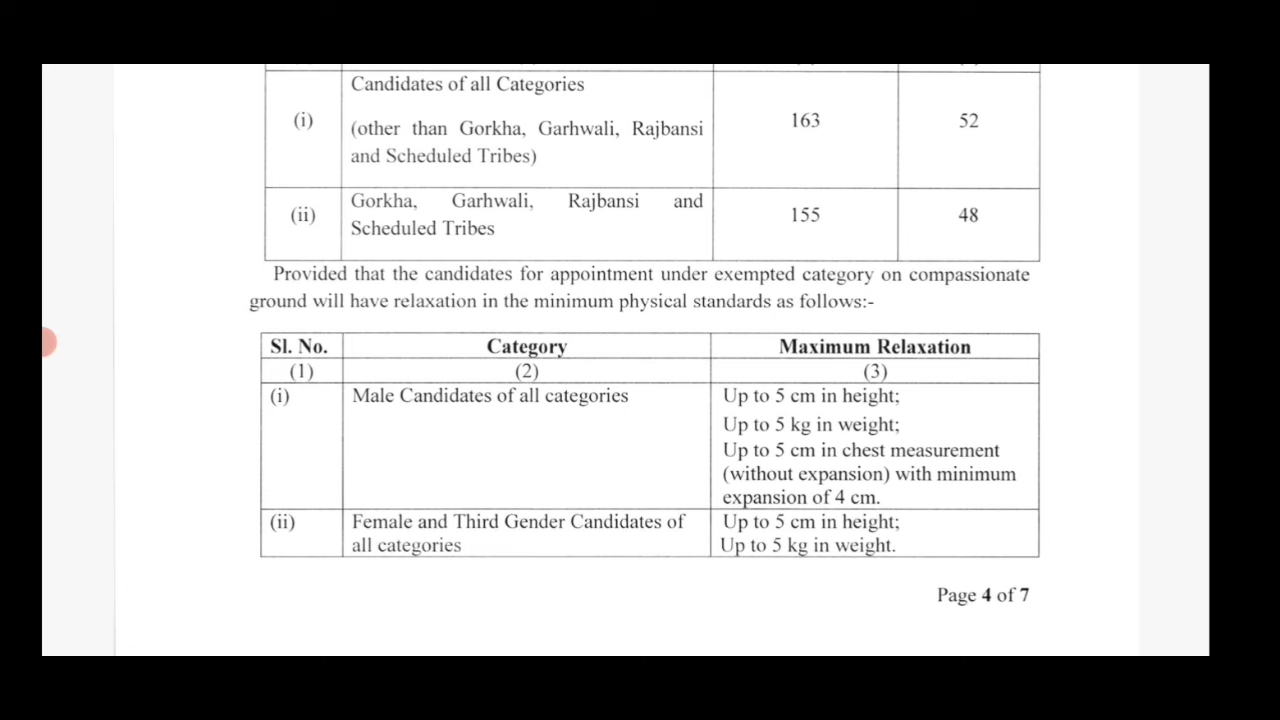 Candidates of all Categories
(i)
(other than Gorkha, Garhwali, Rajbansi
and Scheduled Tribes)
163
52
(ii)
Gorkha, Garhwali, Rajbansi and
Scheduled Tribes
155
48
Provided that the candidates for appointment under exempted category on compassionate
ground will have relaxation in the minimum physical standards as follows:-
Sl. No. Category Maximum Relaxation
(1) (2) (3)
(i) Male Candidates of all categories Up to 5 cm in height;
Up to 5 kg in weight;
Up to 5 cm in chest measurement
(without expansion) with minimum
expansion of 4 cm.
(ii) Female and Third Gender Candidates of Up to 5 cm in height;
all categories Up to 5 kg in weight.
Page 4 of 7